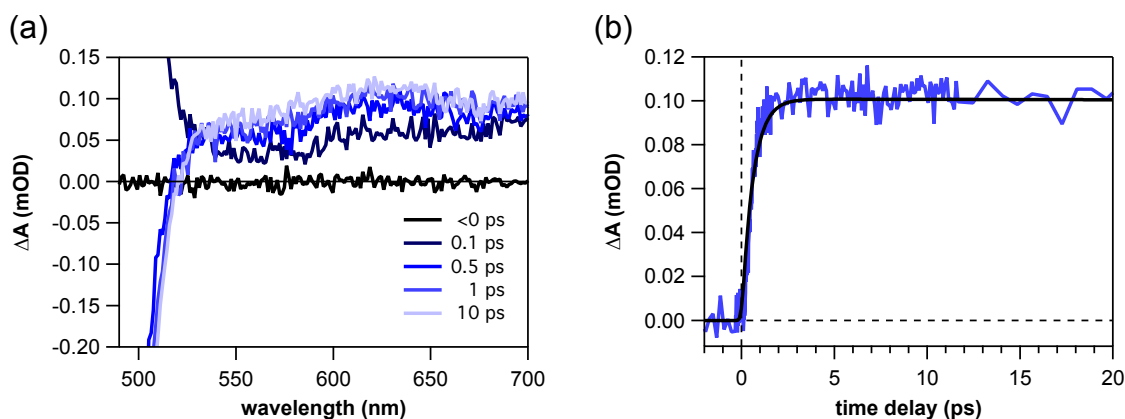 (a)
0.15
0.10
0.05
0.00
-0.05
-0.10
-0.15
-0.20
ΔA (mOD)
<0 ps
0.1 ps
0.5 ps
1 ps
10 ps
500 550 600 650 700
wavelength (nm)
(b)
0.10
0.08
0.06
0.04
0.02
0.00
ΔA (mOD)
0 5 10 15 20
time delay (ps)